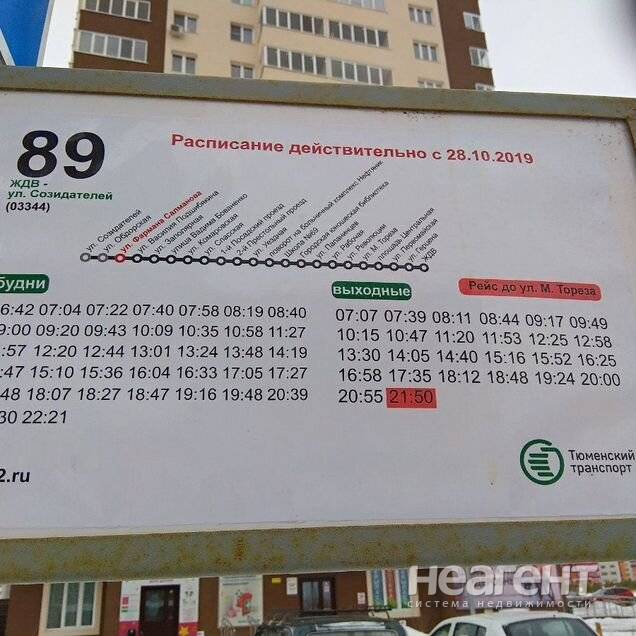 89
Расписание действительно с 28.10.2019
ЖДВ -
ул. Созидателей
(03344)
ул. Созидателей
ул. Обдорская
ул. Фармана Салманова
ул. Василия Подшибякина
ул. Заполярная
улица Вадима Бованенко
ул. Комаровская
ул. Спасская
1-й Посадский проезд
2-й Престольный проезд
ул. Уездная
поворот на больничный комплекс Нефтяник
Школа №69
Городская юношеская библиотека
ул. Паланинцев
ул. Рабочая
ул. Революции
ул. М. Тореза
площадь Центральная
ул. Первомайская
ул. Герцена
ЖДВ
будни
6:42 07:04 07:22 07:40 07:58 08:19 08:40
9:00 09:20 09:43 10:09 10:35 10:58 11:27
:57 12:20 12:44 13:01 13:24 13:48 14:19
:47 15:10 15:36 16:04 16:33 17:05 17:27
:48 18:07 18:27 18:47 19:16 19:48 20:39
:30 22:21
выходные
Рейс до ул. М. Тореза
07:07 07:39 08:11 08:44 09:17 09:49
10:15 10:47 11:20 11:53 12:25 12:58
13:30 14:05 14:40 15:16 15:52 16:25
16:58 17:35 18:12 18:48 19:24 20:00
20:55 21:50
2.ru
Тюменский
транспорт
Неагент
система недвижимости